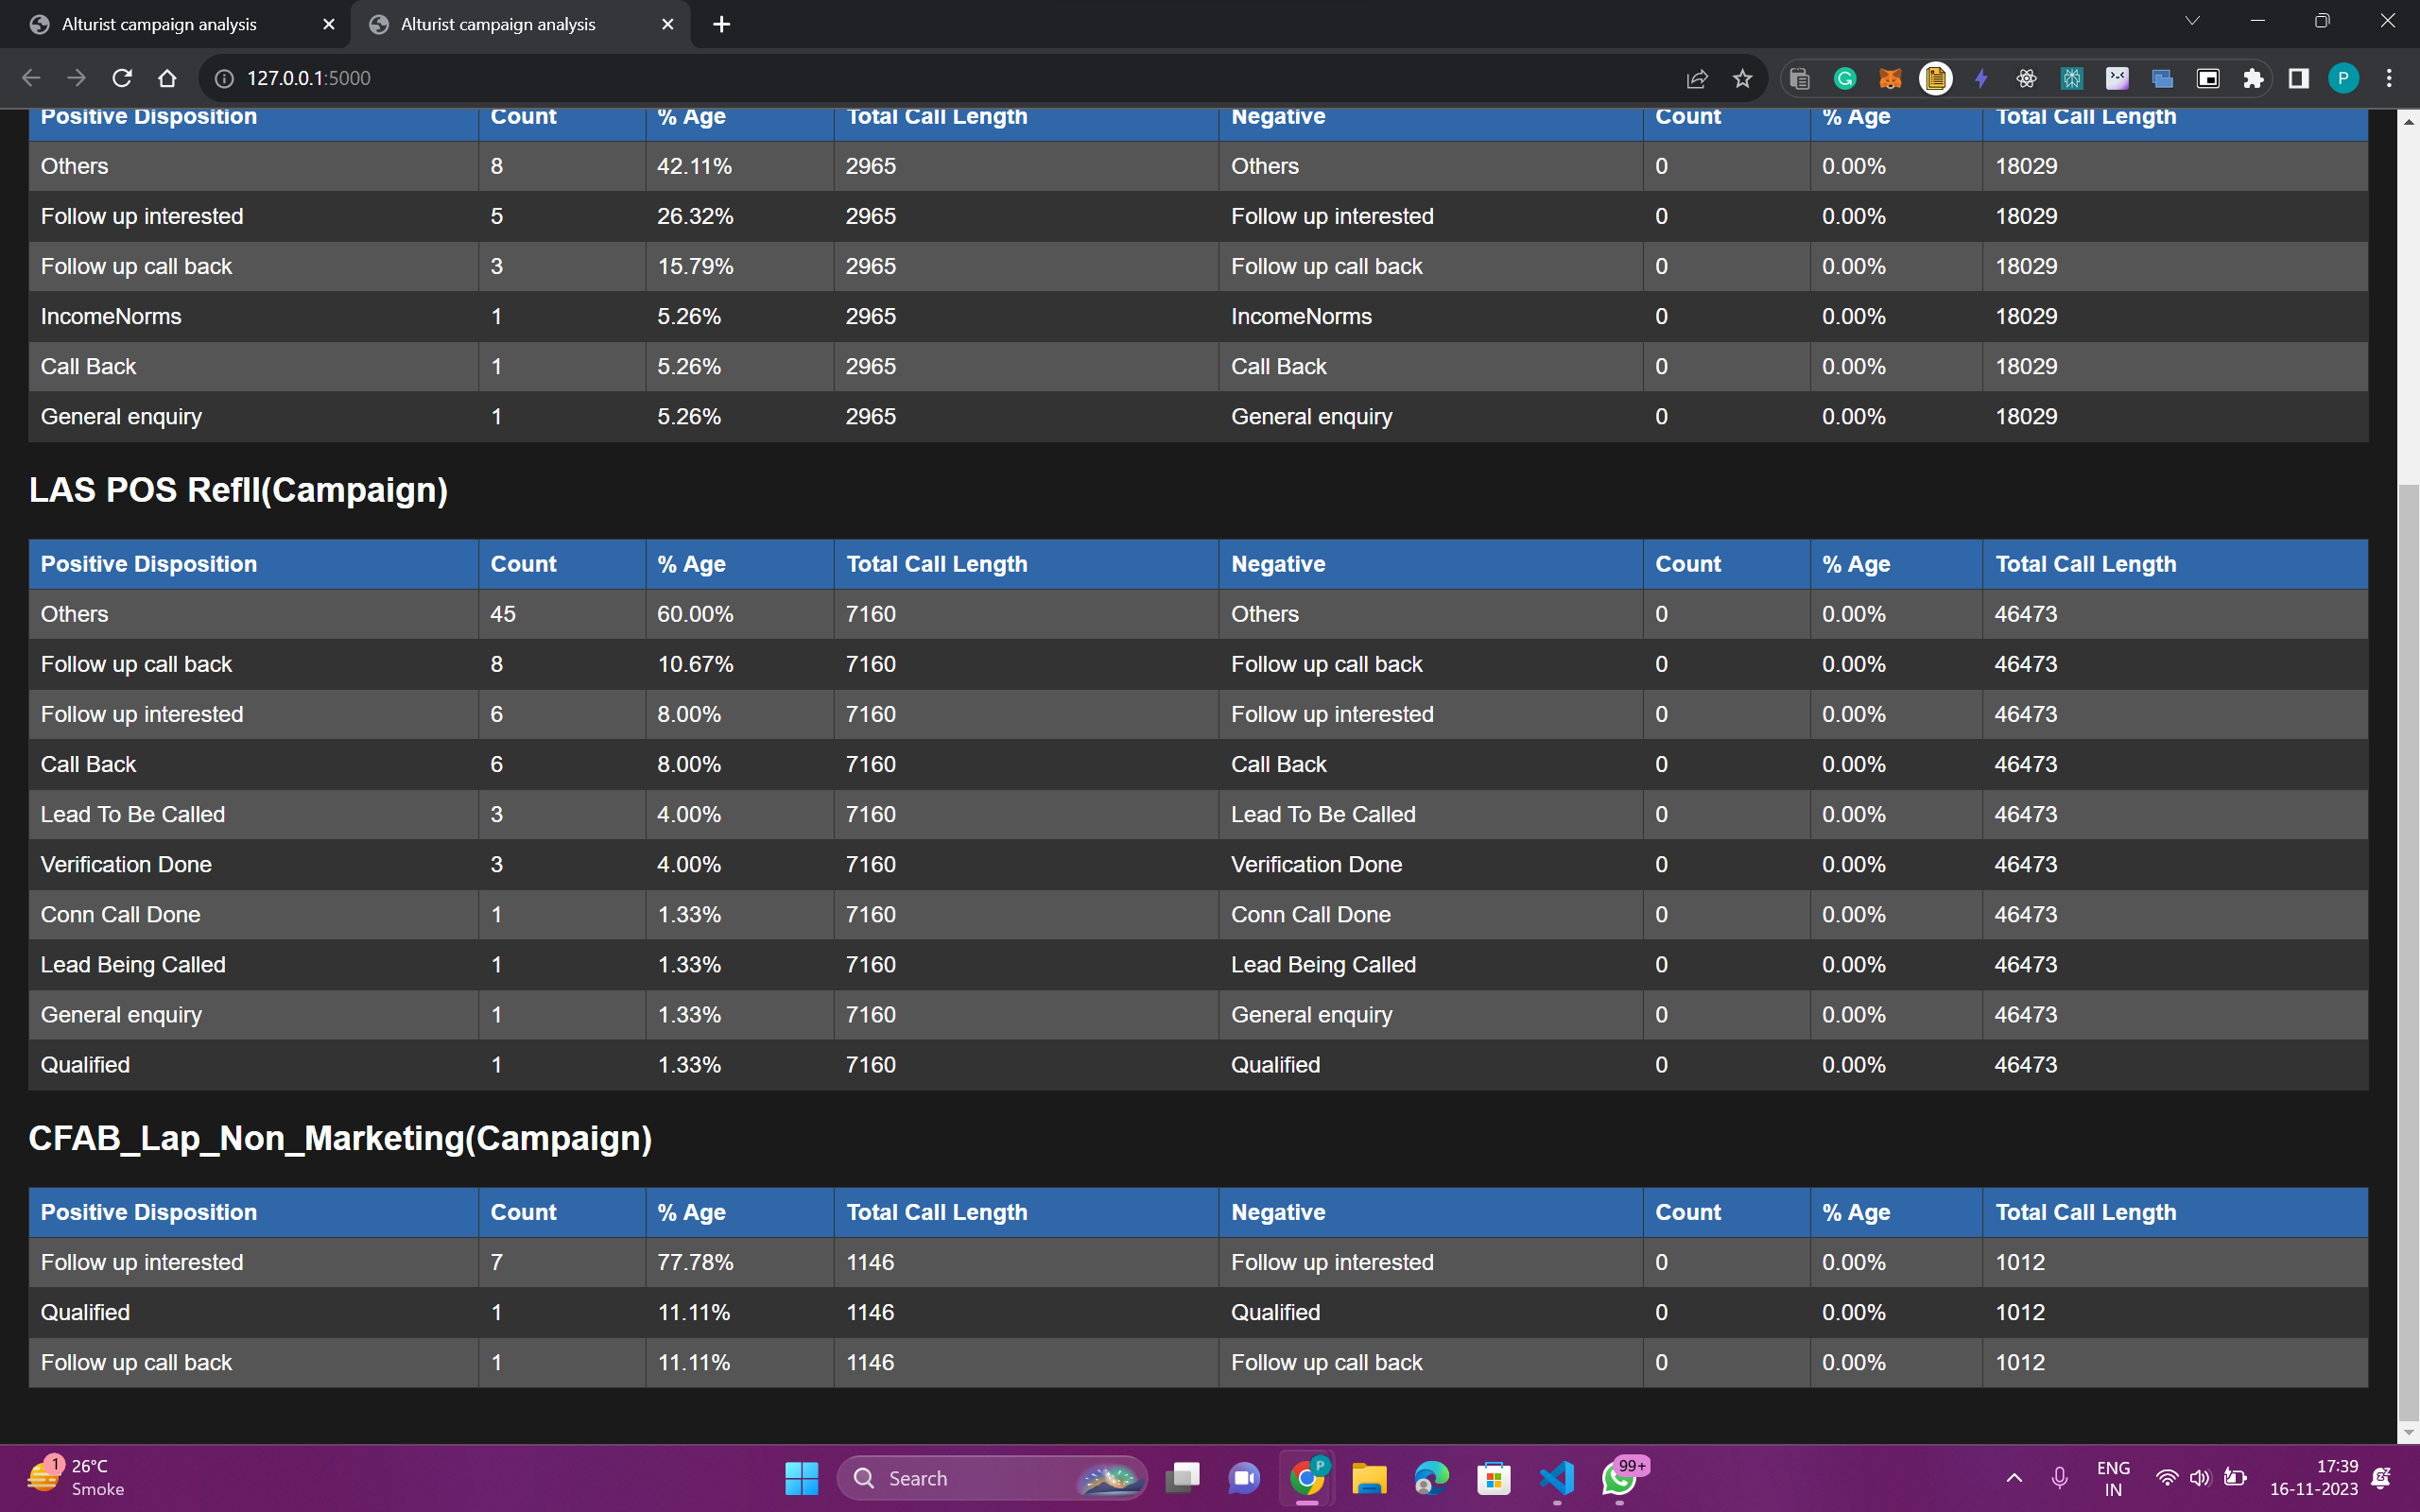 Alturist campaign analysis Alturist campaign analysis
127.0.0.1:5000 P
Positive Disposition Count % Age Total Call Length Negative Count % Age Total Call Length
Others 8 42.11% 2965 Others 0 0.00% 18029
Follow up interested 5 26.32% 2965 Follow up interested 0 0.00% 18029
Follow up call back 3 15.79% 2965 Follow up call back 0 0.00% 18029
IncomeNorms 1 5.26% 2965 IncomeNorms 0 0.00% 18029
Call Back 1 5.26% 2965 Call Back 0 0.00% 18029
General enquiry 1 5.26% 2965 General enquiry 0 0.00% 18029
LAS POS Refll(Campaign)
Positive Disposition Count % Age Total Call Length Negative Count % Age Total Call Length
Others 45 60.00% 7160 Others 0 0.00% 46473
Follow up call back 8 10.67% 7160 Follow up call back 0 0.00% 46473
Follow up interested 6 8.00% 7160 Follow up interested 0 0.00% 46473
Call Back 6 8.00% 7160 Call Back 0 0.00% 46473
Lead To Be Called 3 4.00% 7160 Lead To Be Called 0 0.00% 46473
Verification Done 3 4.00% 7160 Verification Done 0 0.00% 46473
Conn Call Done 1 1.33% 7160 Conn Call Done 0 0.00% 46473
Lead Being Called 1 1.33% 7160 Lead Being Called 0 0.00% 46473
General enquiry 1 1.33% 7160 General enquiry 0 0.00% 46473
Qualified 1 1.33% 7160 Qualified 0 0.00% 46473
CFAB_Lap_Non_Marketing(Campaign)
Positive Disposition Count % Age Total Call Length Negative Count % Age Total Call Length
Follow up interested 7 77.78% 1146 Follow up interested 0 0.00% 1012
Qualified 1 11.11% 1146 Qualified 0 0.00% 1012
Follow up call back 1 11.11% 1146 Follow up call back 0 0.00% 1012
1 26°C Search P 99+ ENG 17:39
Smoke IN 16-11-2023